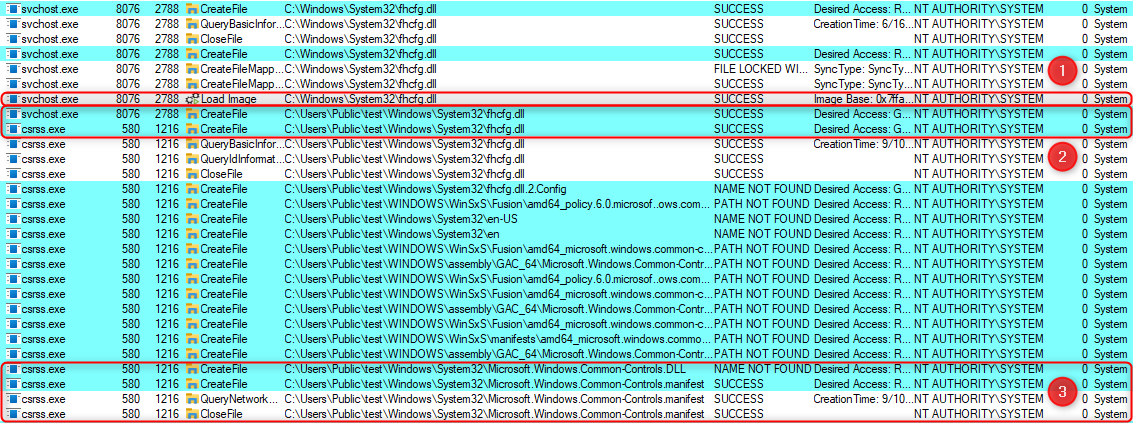 svchost.exe 8076 2788 CreateFile C:\Windows\System32\fhcfg.dll SUCCESS Desired Access: R... NT AUTHORITY\SYSTEM 0 System
svchost.exe 8076 2788 QueryBasicInfor... C:\Windows\System32\fhcfg.dll SUCCESS CreationTime: 6/16... NT AUTHORITY\SYSTEM 0 System
svchost.exe 8076 2788 CloseFile C:\Windows\System32\fhcfg.dll SUCCESS NT AUTHORITY\SYSTEM 0 System
svchost.exe 8076 2788 CreateFile C:\Windows\System32\fhcfg.dll SUCCESS Desired Access: R... NT AUTHORITY\SYSTEM 0 System
svchost.exe 8076 2788 CreateFileMapp... C:\Windows\System32\fhcfg.dll FILE LOCKED WI... SyncType: SyncTy... NT AUTHORITY\SYSTEM 1 0 System
svchost.exe 8076 2788 CreateFileMapp... C:\Windows\System32\fhcfg.dll SUCCESS SyncType: SyncTy... NT AUTHORITY\SYSTEM 0 System
svchost.exe 8076 2788 Load Image C:\Windows\System32\fhcfg.dll SUCCESS Image Base: 0x7ffa... NT AUTHORITY\SYSTEM 0 System
svchost.exe 8076 2788 CreateFile C:\Users\Public\test\Windows\System32\fhcfg.dll SUCCESS Desired Access: G... NT AUTHORITY\SYSTEM 0 System
csrss.exe 580 1216 CreateFile C:\Users\Public\test\Windows\System32\fhcfg.dll SUCCESS Desired Access: G... NT AUTHORITY\SYSTEM 0 System
csrss.exe 580 1216 QueryBasicInfor... C:\Users\Public\test\Windows\System32\fhcfg.dll SUCCESS CreationTime: 9/10... NT AUTHORITY\SYSTEM 0 System
csrss.exe 580 1216 QueryIdInformat... C:\Users\Public\test\Windows\System32\fhcfg.dll SUCCESS NT AUTHORITY\SYSTEM 2 0 System
csrss.exe 580 1216 CloseFile C:\Users\Public\test\Windows\System32\fhcfg.dll SUCCESS NT AUTHORITY\SYSTEM 0 System
csrss.exe 580 1216 CreateFile C:\Users\Public\test\Windows\System32\fhcfg.dll.2.Config NAME NOT FOUND Desired Access: G... NT AUTHORITY\SYSTEM 0 System
csrss.exe 580 1216 CreateFile C:\Users\Public\test\WINDOWS\WinSxS\Fusion\amd64_policy.6.0.microsof..ows.com... PATH NOT FOUND Desired Access: R... NT AUTHORITY\SYSTEM 0 System
csrss.exe 580 1216 CreateFile C:\Users\Public\test\Windows\System32\en-US NAME NOT FOUND Desired Access: R... NT AUTHORITY\SYSTEM 0 System
csrss.exe 580 1216 CreateFile C:\Users\Public\test\Windows\System32\en NAME NOT FOUND Desired Access: R... NT AUTHORITY\SYSTEM 0 System
csrss.exe 580 1216 CreateFile C:\Users\Public\test\WINDOWS\WinSxS\Fusion\amd64_microsoft.windows.common-c... PATH NOT FOUND Desired Access: R... NT AUTHORITY\SYSTEM 0 System
csrss.exe 580 1216 CreateFile C:\Users\Public\test\WINDOWS\assembly\GAC_64\Microsoft.Windows.Common-Contr... PATH NOT FOUND Desired Access: R... NT AUTHORITY\SYSTEM 0 System
csrss.exe 580 1216 CreateFile C:\Users\Public\test\WINDOWS\WinSxS\Fusion\amd64_policy.6.0.microsof..ows.com... PATH NOT FOUND Desired Access: R... NT AUTHORITY\SYSTEM 0 System
csrss.exe 580 1216 CreateFile C:\Users\Public\test\WINDOWS\WinSxS\Fusion\amd64_microsoft.windows.common-c... PATH NOT FOUND Desired Access: R... NT AUTHORITY\SYSTEM 0 System
csrss.exe 580 1216 CreateFile C:\Users\Public\test\WINDOWS\assembly\GAC_64\Microsoft.Windows.Common-Contr... PATH NOT FOUND Desired Access: R... NT AUTHORITY\SYSTEM 0 System
csrss.exe 580 1216 CreateFile C:\Users\Public\test\WINDOWS\WinSxS\Fusion\amd64_microsoft.windows.common-c... PATH NOT FOUND Desired Access: R... NT AUTHORITY\SYSTEM 0 System
csrss.exe 580 1216 CreateFile C:\Users\Public\test\WINDOWS\WinSxS\manifests\amd64_microsoft.windows.commo... PATH NOT FOUND Desired Access: R... NT AUTHORITY\SYSTEM 0 System
csrss.exe 580 1216 CreateFile C:\Users\Public\test\WINDOWS\assembly\GAC_64\Microsoft.Windows.Common-Contr... PATH NOT FOUND Desired Access: R... NT AUTHORITY\SYSTEM 0 System
csrss.exe 580 1216 CreateFile C:\Users\Public\test\Windows\System32\Microsoft.Windows.Common-Controls.DLL NAME NOT FOUND Desired Access: R... NT AUTHORITY\SYSTEM 0 System
csrss.exe 580 1216 CreateFile C:\Users\Public\test\Windows\System32\Microsoft.Windows.Common-Controls.manifest SUCCESS Desired Access: R... NT AUTHORITY\SYSTEM 3 0 System
csrss.exe 580 1216 QueryNetwork... C:\Users\Public\test\Windows\System32\Microsoft.Windows.Common-Controls.manifest SUCCESS CreationTime: 9/10... NT AUTHORITY\SYSTEM 0 System
csrss.exe 580 1216 CloseFile C:\Users\Public\test\Windows\System32\Microsoft.Windows.Common-Controls.manifest SUCCESS NT AUTHORITY\SYSTEM 0 System